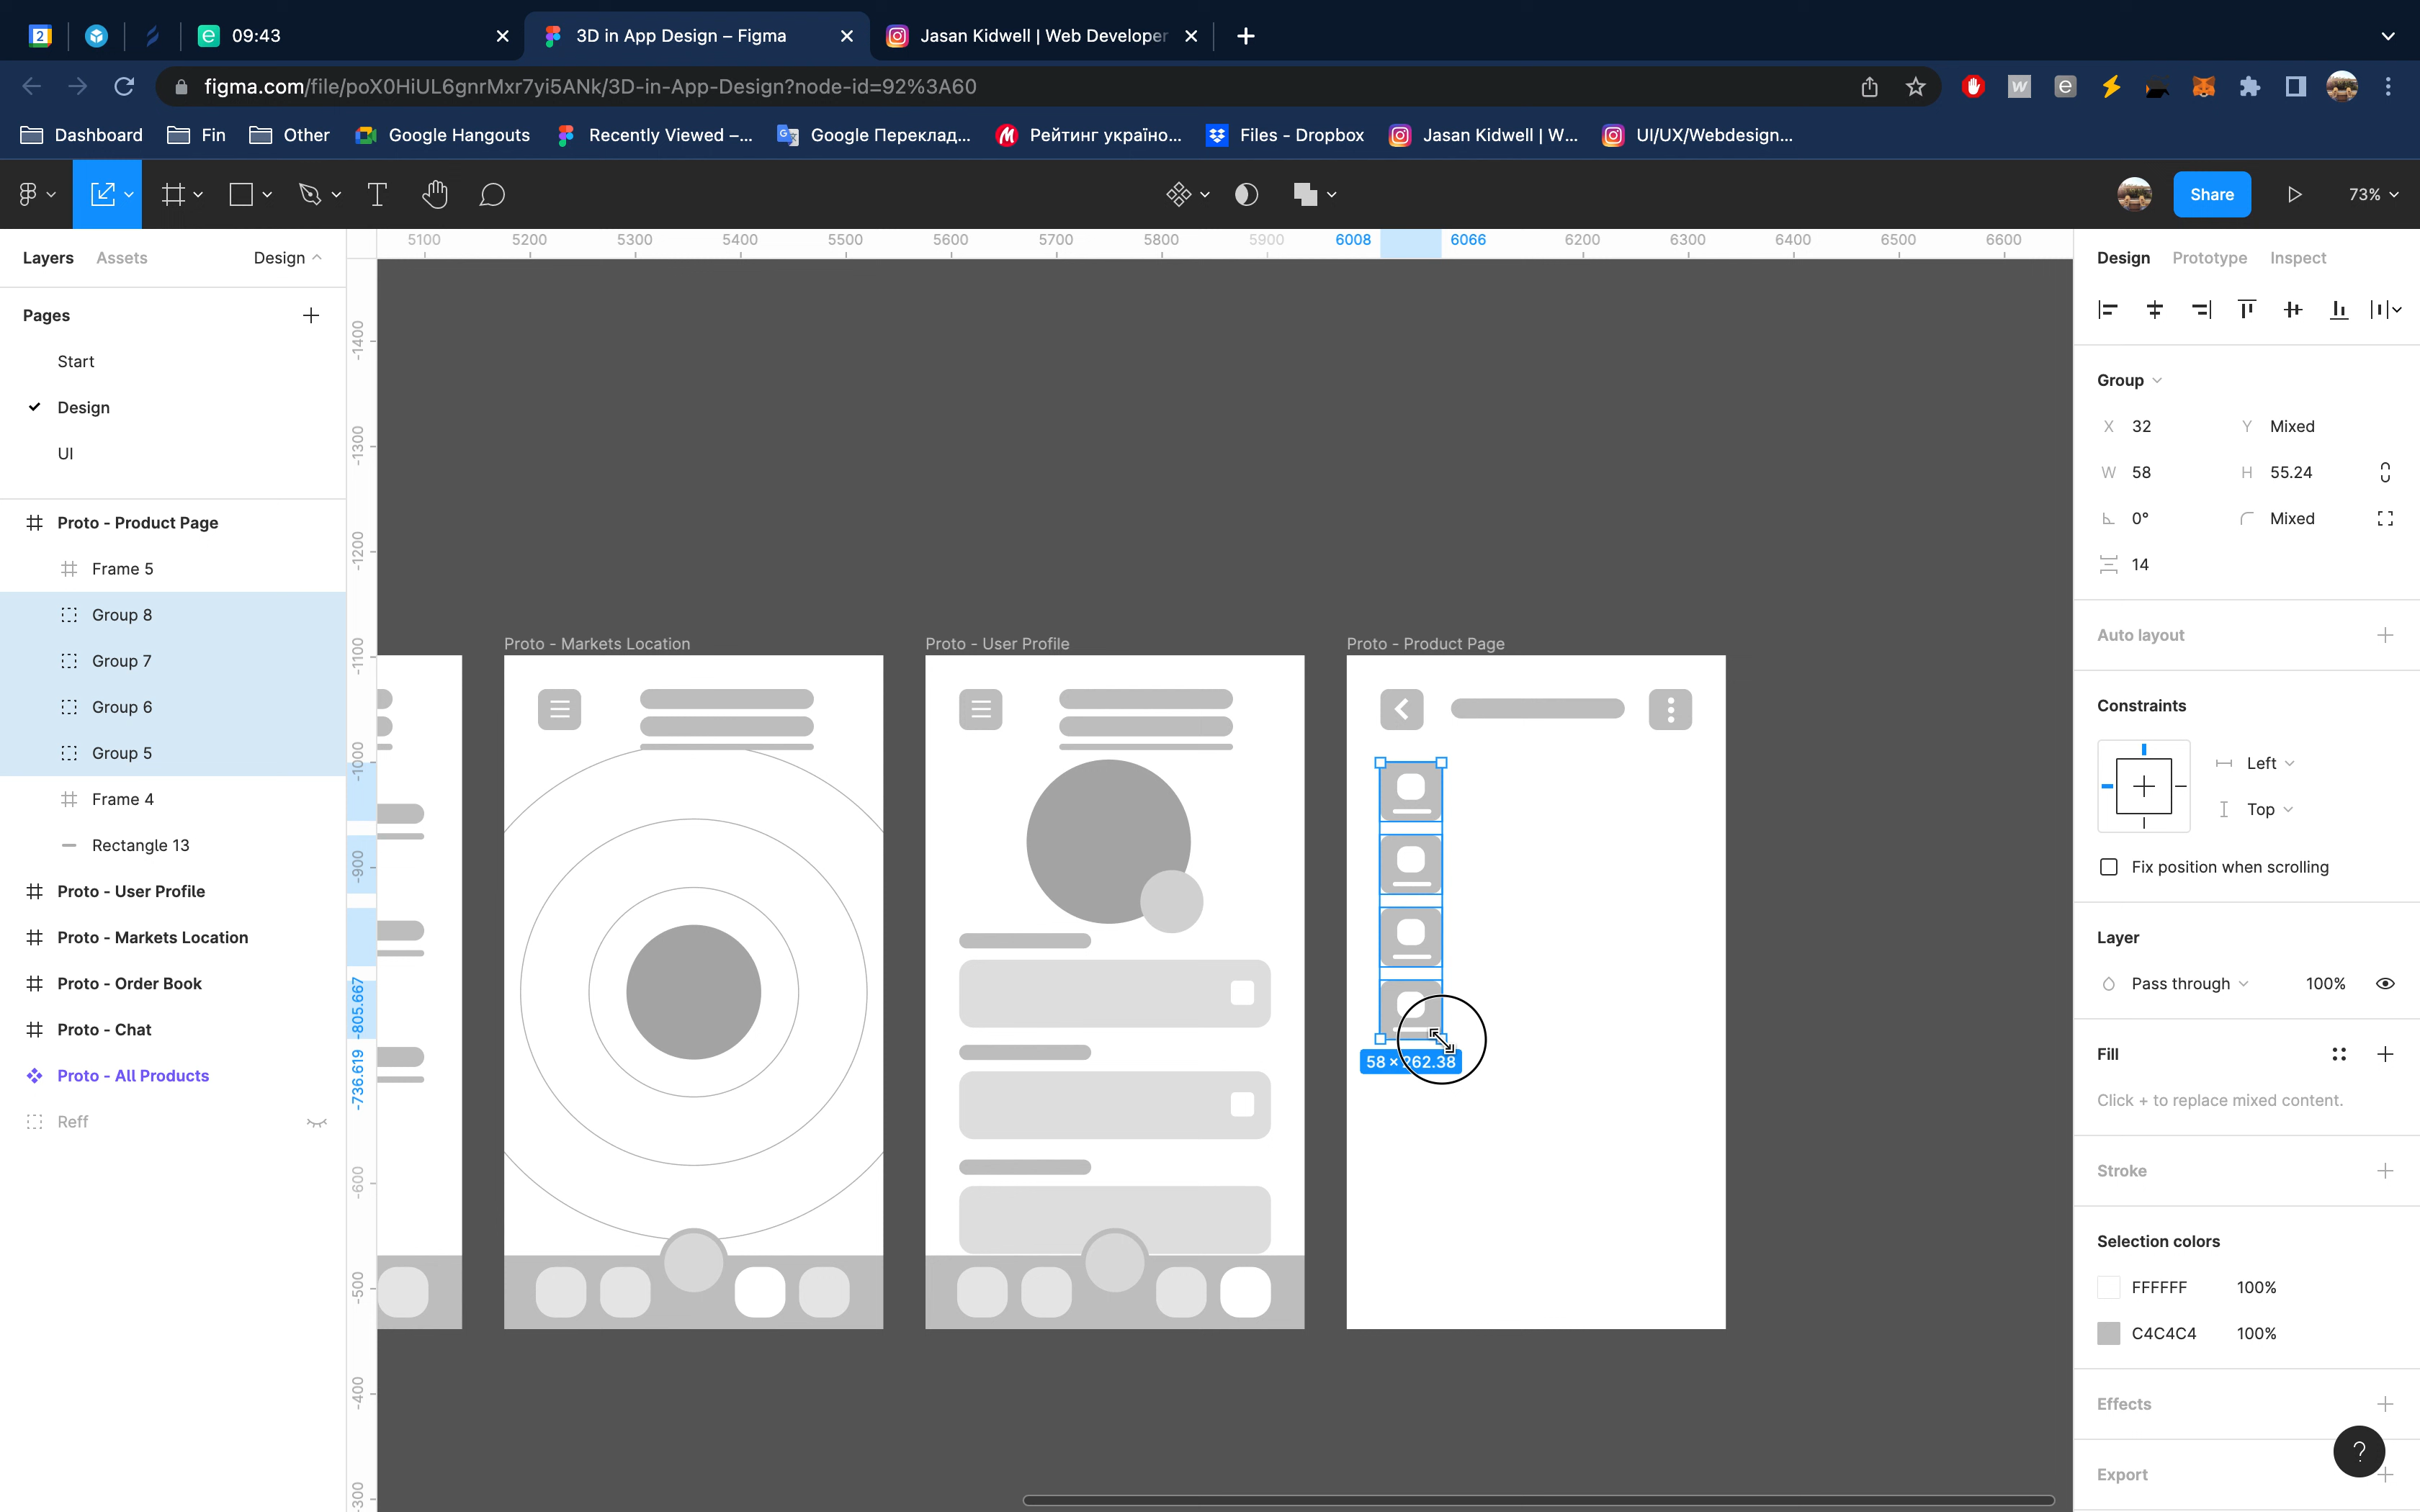 2
09:43
3D in App Design – Figma
Jasan Kidwell | Web Developer
figma.com/file/poX0HiUL6gnrMxr7yi5ANk/3D-in-App-Design?node-id=92%3A60
Dashboard
Fin
Other
Google Hangouts
Recently Viewed –...
Google Переклад...
Рейтинг україно...
Files - Dropbox
Jasan Kidwell | W...
UI/UX/Webdesign...
Share
73%
Layers
Assets
Design
Pages
Start
Design
UI
Proto - Product Page
Frame 5
Group 8
Group 7
Group 6
Group 5
Frame 4
Rectangle 13
Proto - User Profile
Proto - Markets Location
Proto - Order Book
Proto - Chat
Proto - All Products
Reff
5100 5200 5300 5400 5500 5600 5700 5800 5900 6008 6066 6200 6300 6400 6500 6600
-1400
-1300
-1200
-1100
-1000
-900
-805.667
-736.619
-600
-500
-400
-300
Proto - Markets Location
Proto - User Profile
Proto - Product Page
58 × 262.38
Design
Prototype
Inspect
Group
X 32
Y Mixed
W 58
H 55.24
0°
Mixed
14
Auto layout
Constraints
Left
Top
Fix position when scrolling
Layer
Pass through
100%
Fill
Click + to replace mixed content.
Stroke
Selection colors
FFFFFF 100%
C4C4C4 100%
Effects
?
Export